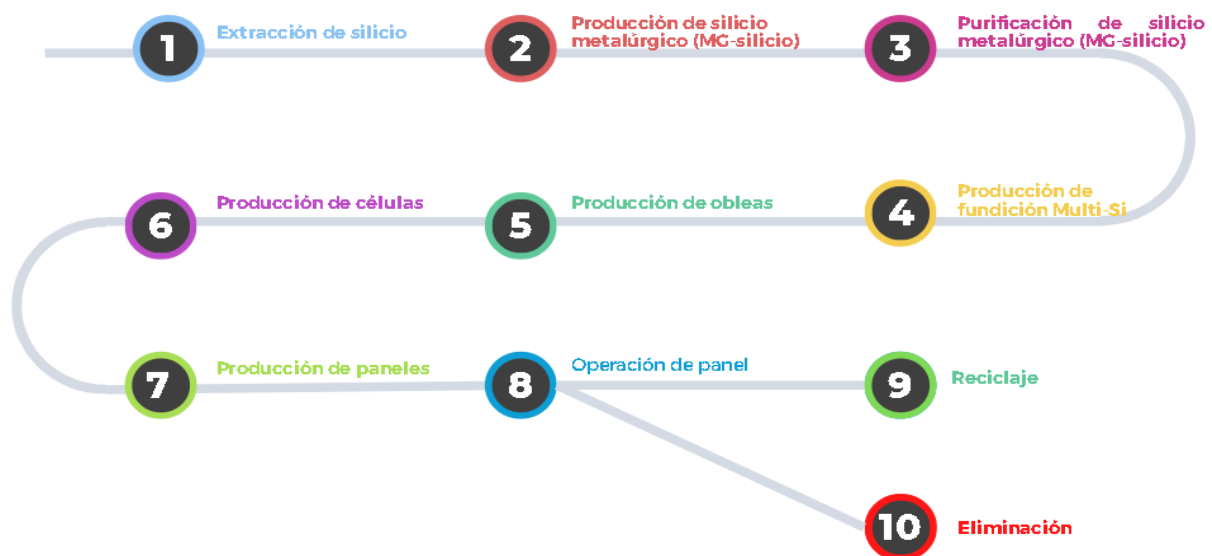 1
Extracción de silicio
2
Producción de silicio
metalúrgico (MG-silicio)
3
Purificación de silicio
metalúrgico (MG-silicio)
4
Producción de
fundición Multi-Si
5
Producción de obleas
6
Producción de células
7
Producción de paneles
8
Operación de panel
9
Reciclaje
10
Eliminación